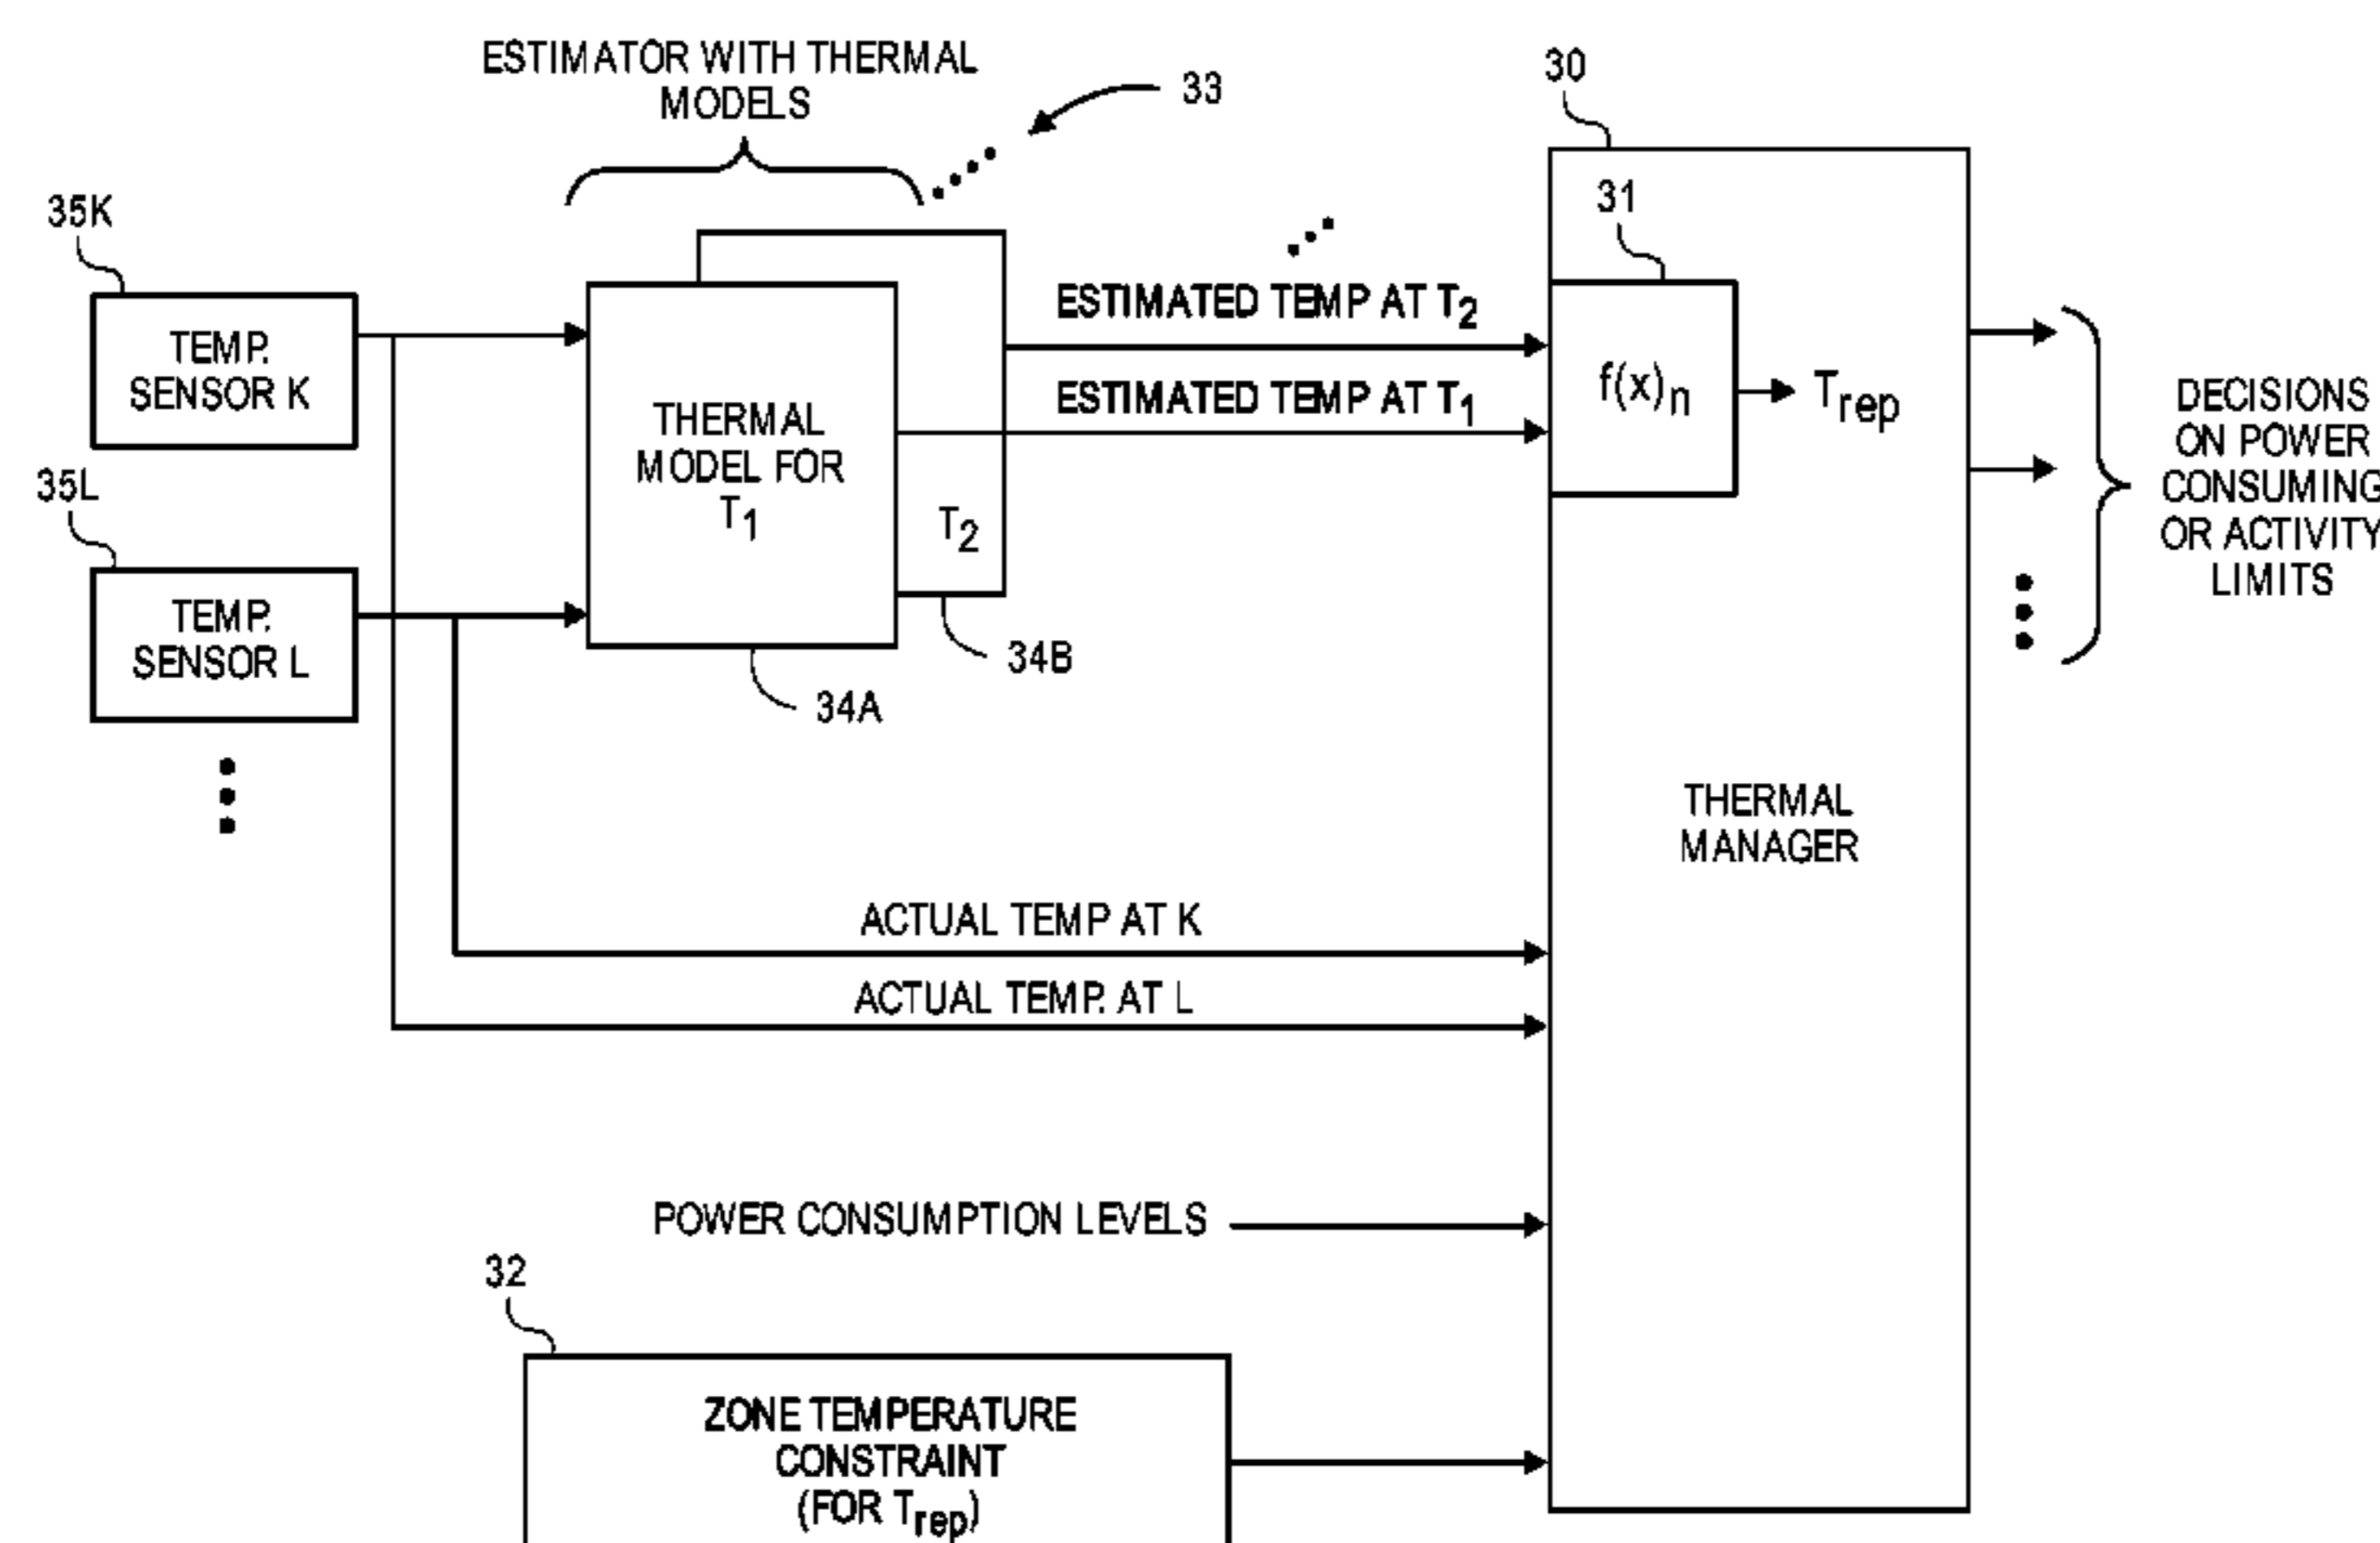 ESTIMATOR WITH THERMAL
MODELS
33
30
35K
31
TEMP.
SENSOR K
ESTIMATED TEMP AT T2
f(x)n
Trep
ESTIMATED TEMP AT T1
THERMAL
MODEL FOR
T1
T2
DECISIONS
ON POWER
CONSUMING
OR ACTIVITY
LIMITS
35L
TEMP.
SENSOR L
34B
34A
THERMAL
MANAGER
ACTUAL TEMP AT K
ACTUAL TEMP. AT L
POWER CONSUMPTION LEVELS
32
ZONE TEMPERATURE
CONSTRAINT
(FOR Trep)